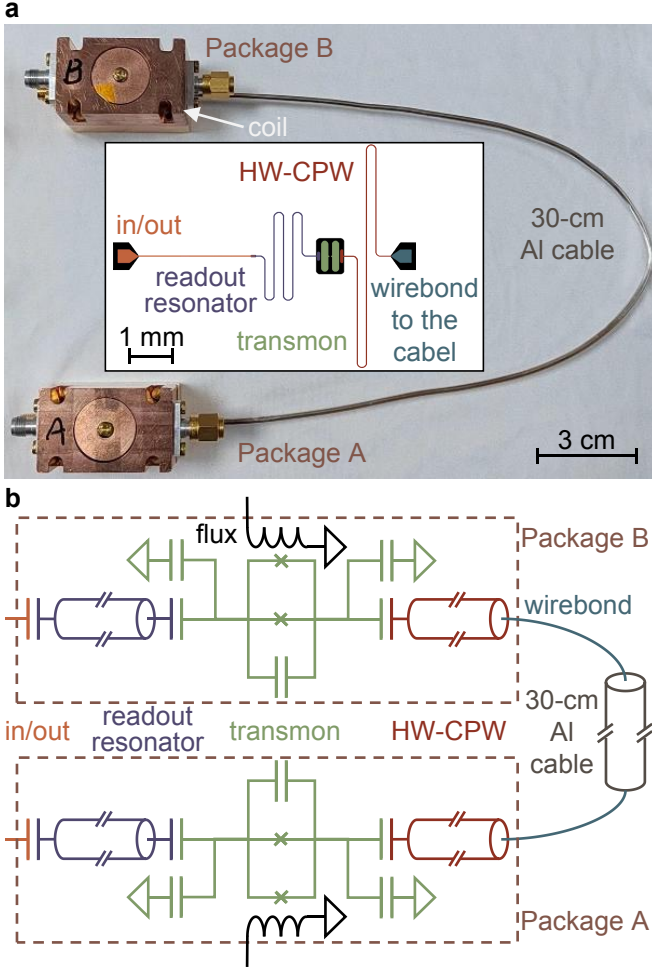 a
Package B
B
coil
HW-CPW
in/out
30-cm
Al cable
readout
resonator
wirebond
to the
cabel
transmon
1 mm
A
Package A
3 cm
b
flux
Package B
wirebond
30-cm
Al
cable
in/out
readout
resonator
transmon
HW-CPW
Package A